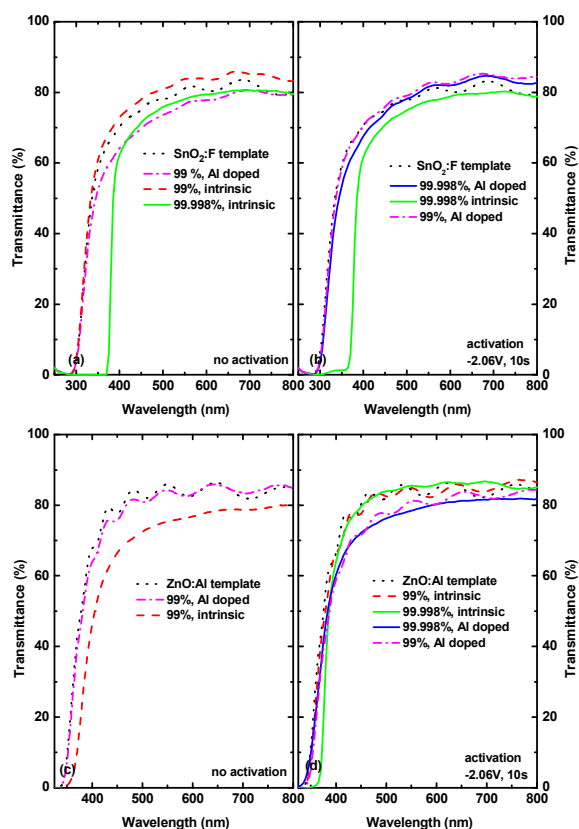 100
80
60
40
20
0
Transmittance (%)
SnO2:F template
99 %, Al doped
99%, intrinsic
99.998%, intrinsic
(a)
no activation
300 400 500 600 700 800
Wavelength (nm)
100
80
60
40
20
0
Transmittance (%)
SnO2:F template
99.998%, Al doped
99.998% intrinsic
99%, Al doped
(b)
activation
-2.06V, 10s
300 400 500 600 700 800
Wavelength (nm)
100
80
60
40
20
0
Transmittance (%)
ZnO:Al template
99%, Al doped
99%, intrinsic
(c)
no activation
400 500 600 700 800
Wavelength (nm)
100
80
60
40
20
0
Transmittance (%)
ZnO:Al template
99%, intrinsic
99.998%, intrinsic
99.998%, Al doped
99%, Al doped
(d)
activation
-2.06V, 10s
400 500 600 700 800
Wavelength (nm)